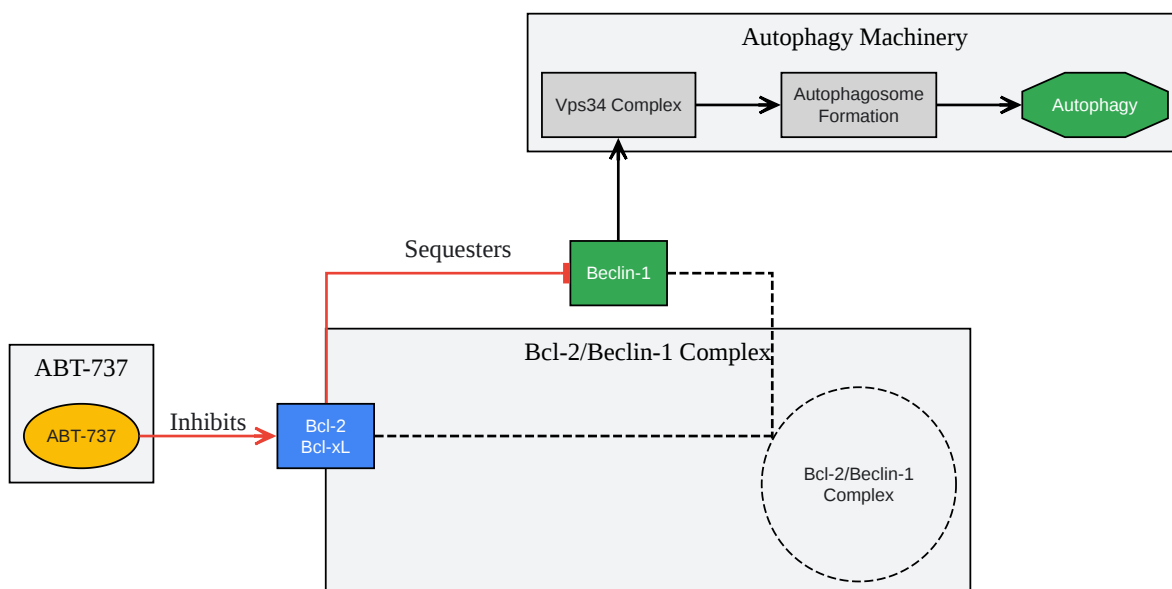 Autophagy Machinery
Vps34 Complex
Autophagosome
Formation
Autophagy
Sequesters
Beclin-1
Bcl-2/Beclin-1 Complex
ABT-737
ABT-737
Inhibits
Bcl-2
Bcl-xL
Bcl-2/Beclin-1
Complex